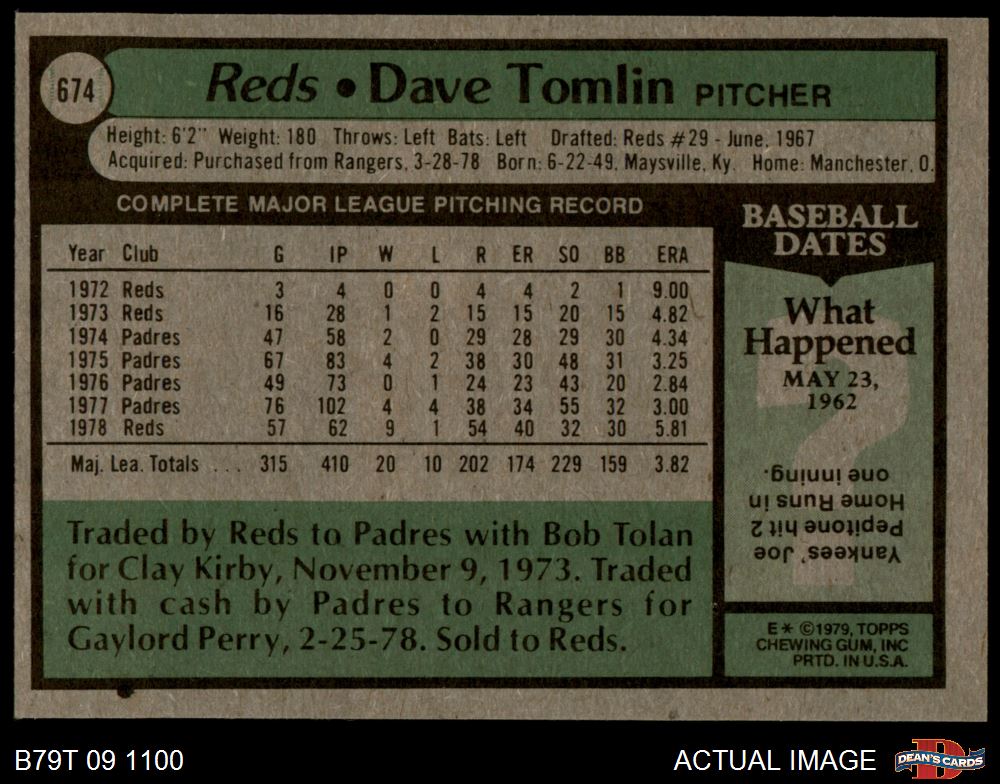 674
Reds • Dave Tomlin PITCHER
Height: 6'2" Weight: 180 Throws: Left Bats: Left Drafted: Reds #29 - June, 1967
Acquired: Purchased from Rangers, 3-28-78 Born: 6-22-49, Maysville, Ky. Home: Manchester, O.
COMPLETE MAJOR LEAGUE PITCHING RECORD
Year Club G IP W L R ER SO BB ERA
1972 Reds 3 4 0 0 4 4 2 1 9.00
1973 Reds 16 28 1 2 15 15 20 15 4.82
1974 Padres 47 58 2 0 29 28 29 30 4.34
1975 Padres 67 83 4 2 38 30 48 31 3.25
1976 Padres 49 73 0 1 24 23 43 20 2.84
1977 Padres 76 102 4 4 38 34 55 32 3.00
1978 Reds 57 62 9 1 54 40 32 30 5.81
Maj. Lea. Totals ... 315 410 20 10 202 174 229 159 3.82
Traded by Reds to Padres with Bob Tolan
for Clay Kirby, November 9, 1973. Traded
with cash by Padres to Rangers for
Gaylord Perry, 2-25-78. Sold to Reds.
BASEBALL
DATES
What
Happened
MAY 23,
1962
?
Yankees' Joe
Pepitone hit 2
Home Runs in
one inning.
E* ©1979, TOPPS
CHEWING GUM, INC
PRTD. IN U.S.A.
B79T 09 1100
ACTUAL IMAGE
D
DEAN'S CARDS